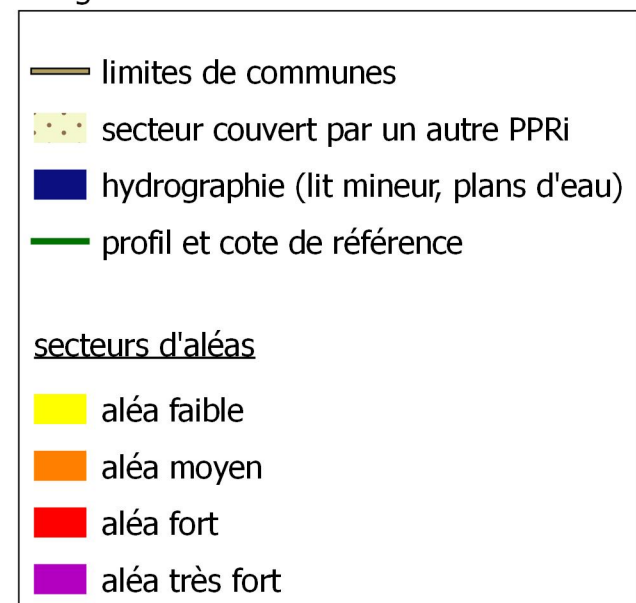 limites de communes
secteur couvert par un autre PPRi
hydrographie (lit mineur, plans d'eau)
profil et cote de référence
secteurs d'aléas
aléa faible
aléa moyen
aléa fort
aléa très fort